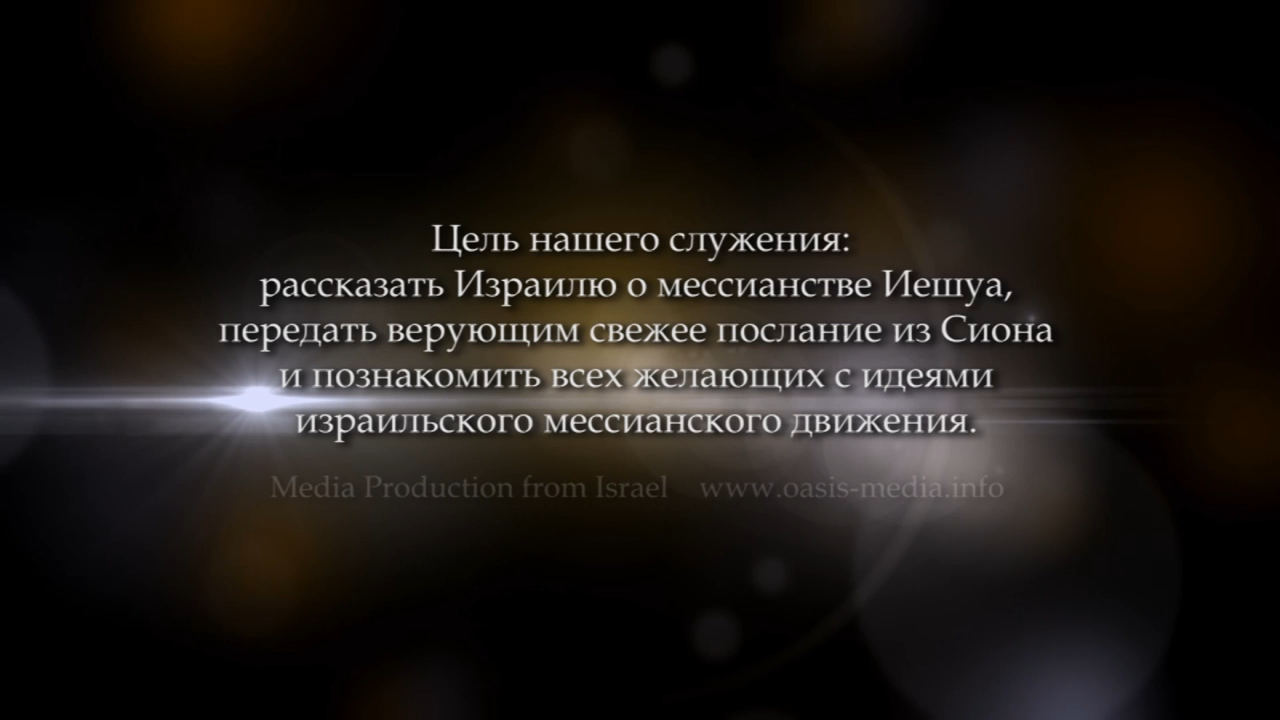 Цель нашего служения:
рассказать Израилю о мессианстве Иешуа,
передать верующим свежее послание из Сиона
и познакомить всех желающих с идеями
израильского мессианского движения.
Media Production from Israel www.oasis-media.info